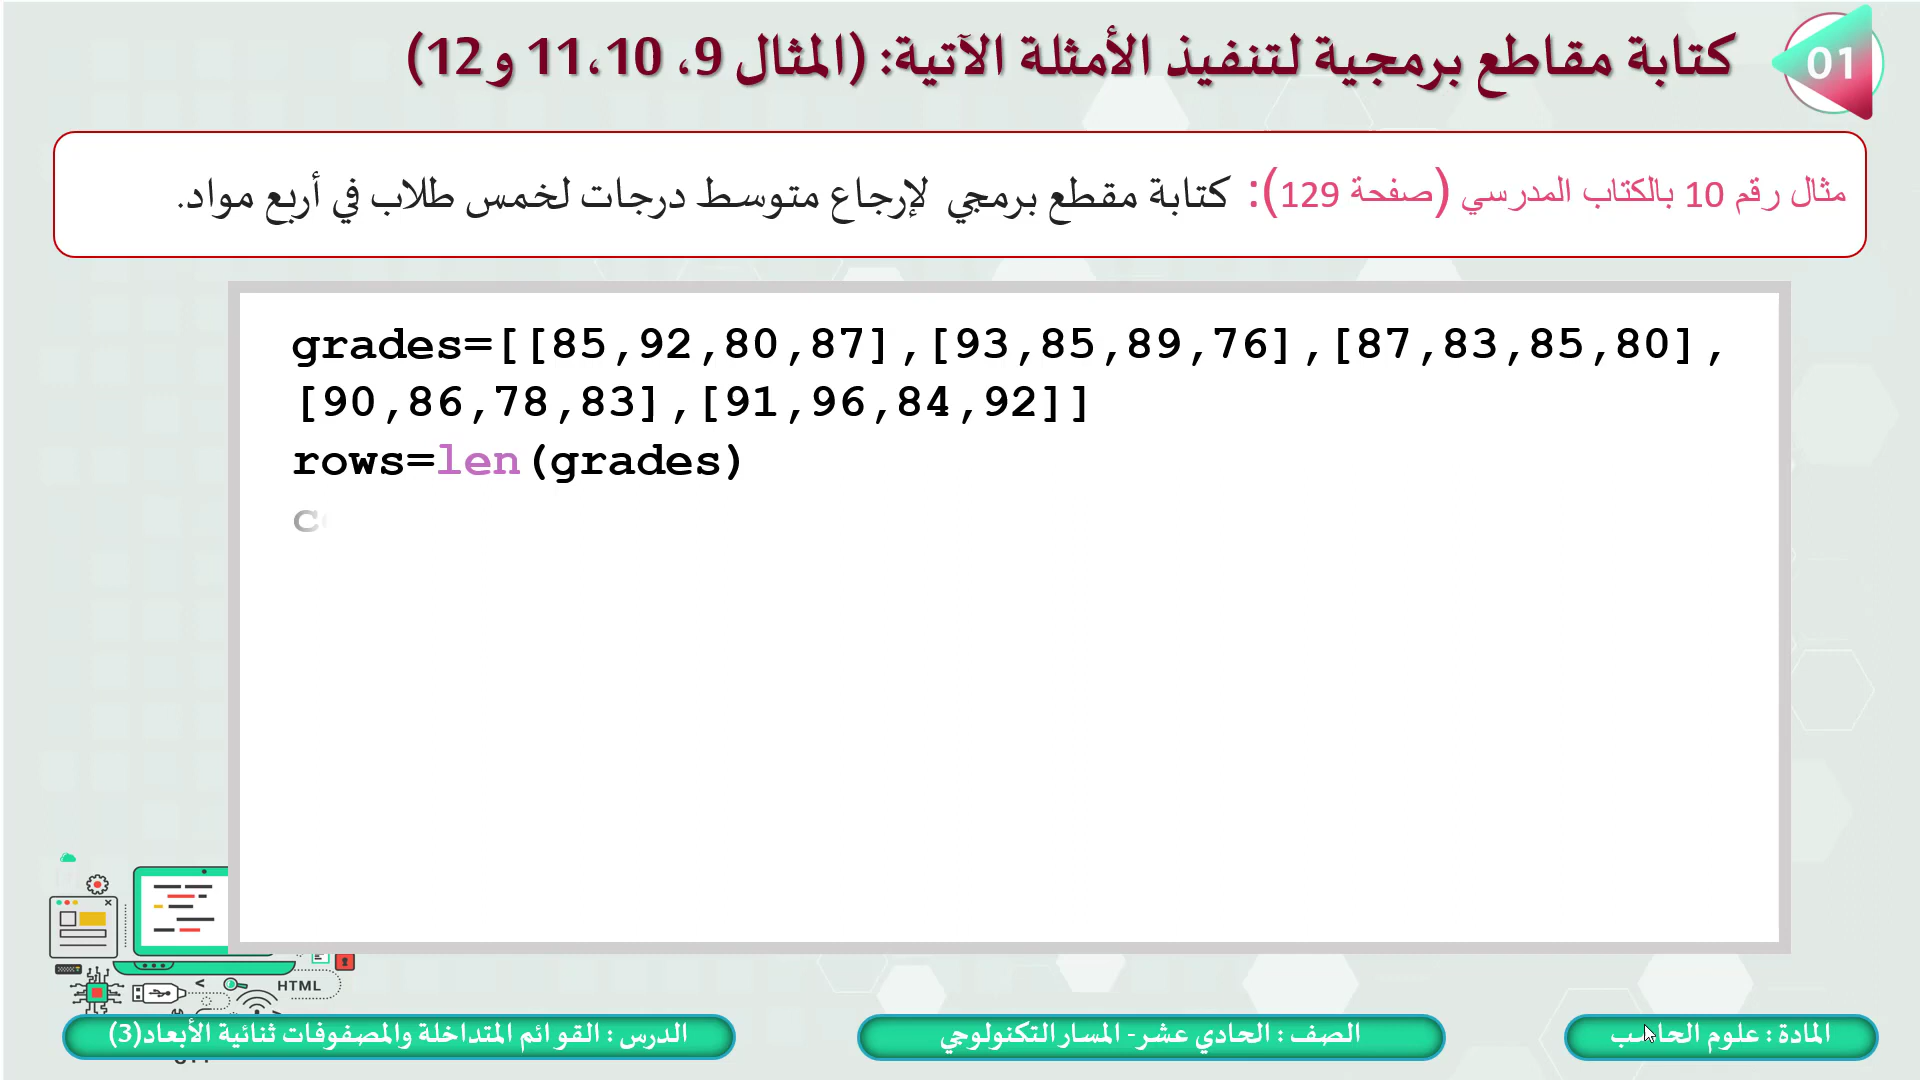 01
كتابة مقاطع برمجية لتنفيذ الأمثلة الآتية: (المثال 9، 11،10 و12)
مثال رقم 10 بالكتاب المدرسي (صفحة 129): كتابة مقطع برمجي لإرجاع متوسط درجات لخمس طلاب في أربع مواد.
grades=[[85,92,80,87],[93,85,89,76],[87,83,85,80],
[90,86,78,83],[91,96,84,92]]
rows=len(grades)
c
HTML
المادة : علوم الحاسب
الصف : الحادي عشر- المسار التكنولوجي
الدرس : القوائم المتداخلة والمصفوفات ثنائية الأبعاد(3)